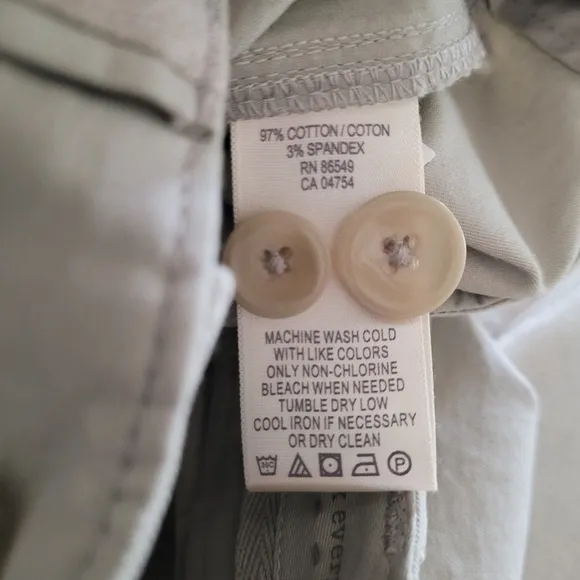 97% COTTON / COTON
3% SPANDEX
RN 86549
CA 04754
MACHINE WASH COLD
WITH LIKE COLORS
ONLY NON-CHLORINE
BLEACH WHEN NEEDED
TUMBLE DRY LOW
COOL IRON IF NECESSARY
OR DRY CLEAN
30C
P